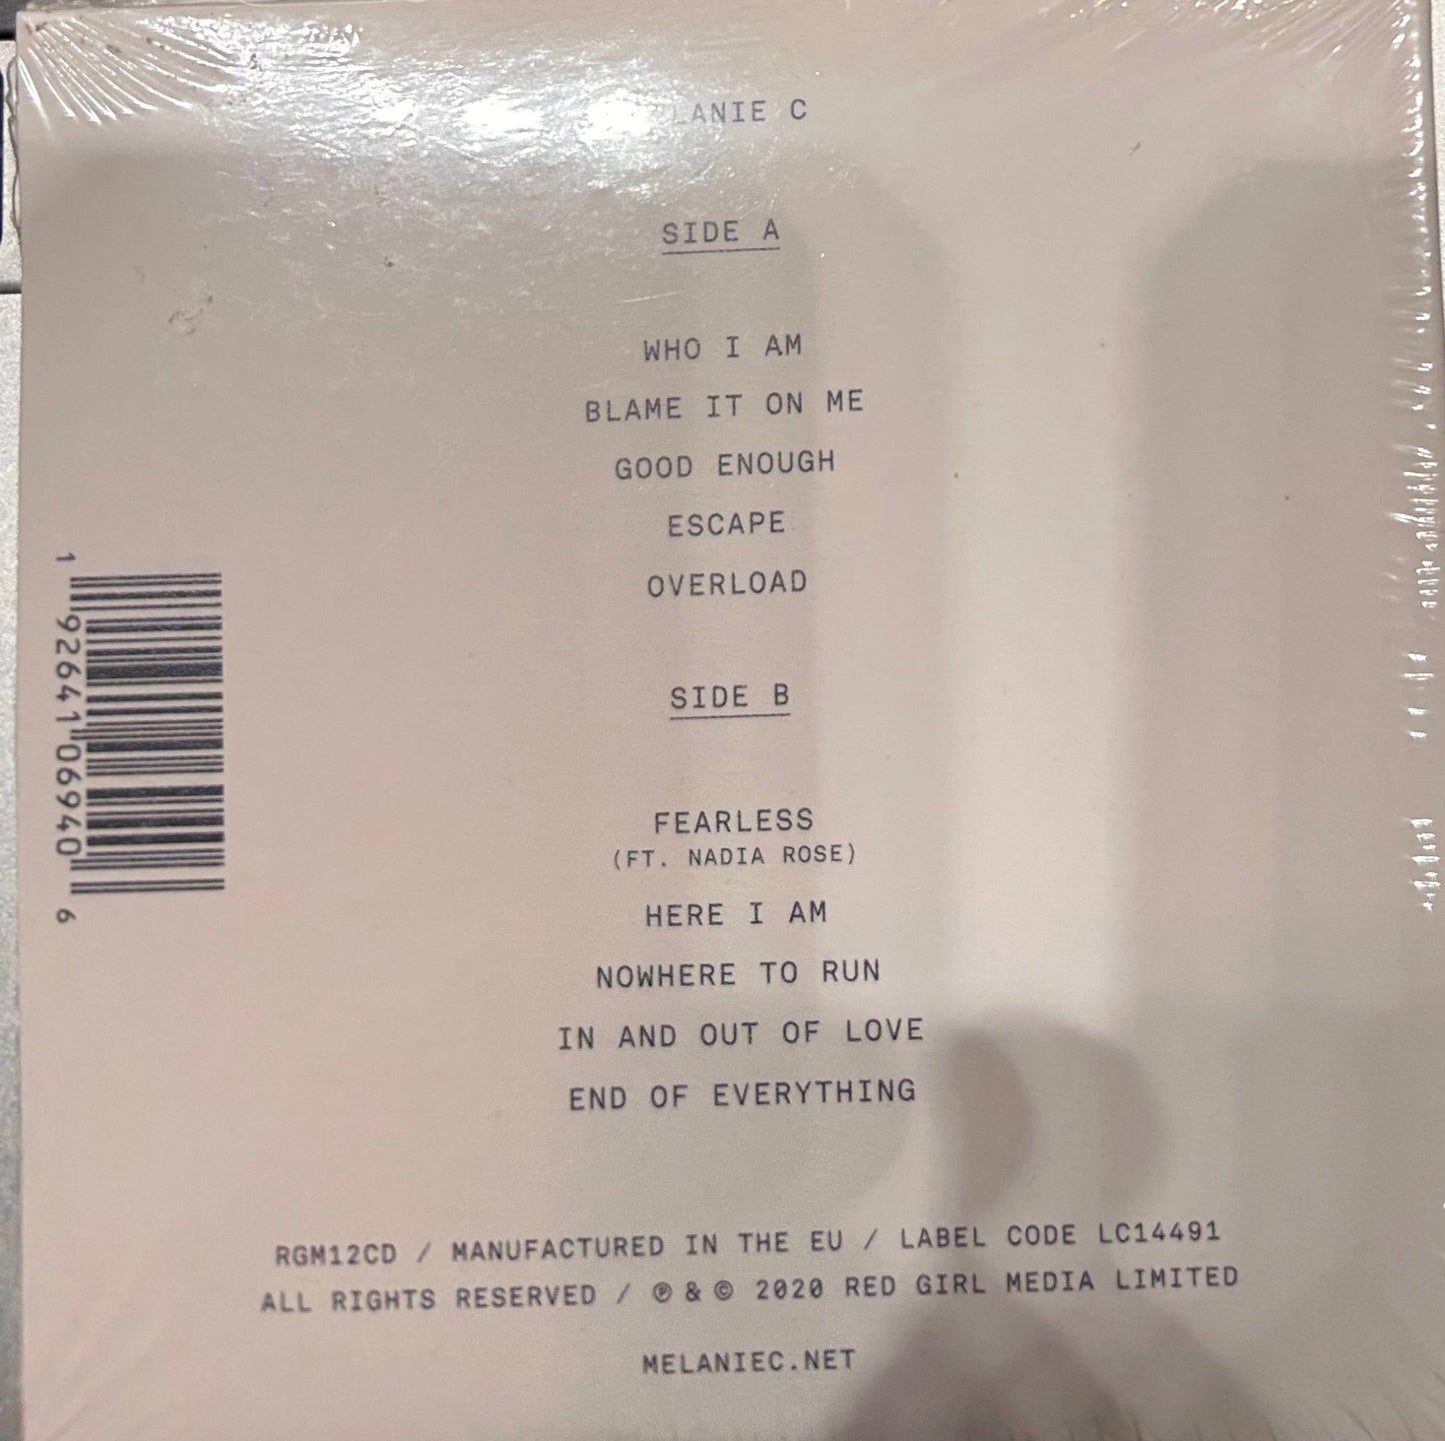 LANIE C
SIDE A
WHO I AM
BLAME IT ON ME
GOOD ENOUGH
ESCAPE
OVERLOAD
SIDE B
FEARLESS
(FT. NADIA ROSE)
HERE I AM
NOWHERE TO RUN
IN AND OUT OF LOVE
END OF EVERYTHING
RGM12CD / MANUFACTURED IN THE EU / LABEL CODE LC14491
ALL RIGHTS RESERVED / ℗ & © 2020 RED GIRL MEDIA LIMITED
MELANIEC.NET
1 92641 06940 6